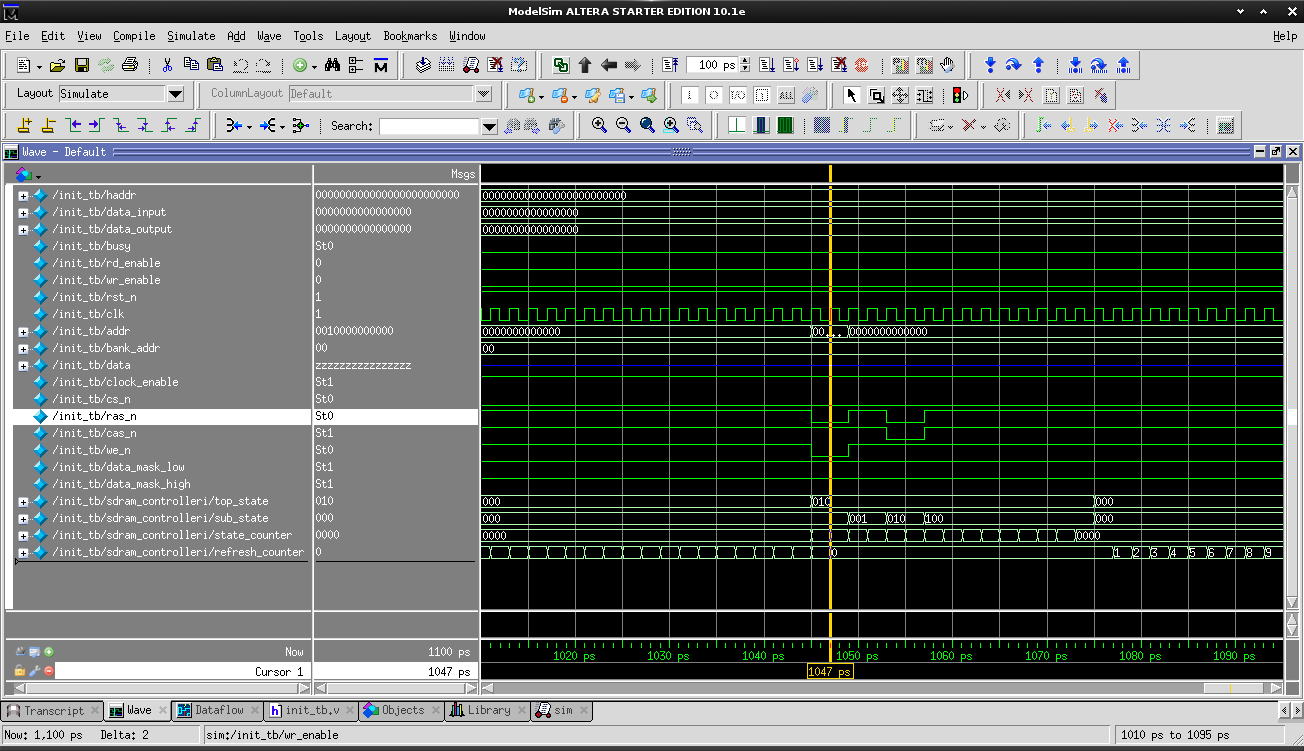 ModelSim ALTERA STARTER EDITION 10.1e
File Edit View Compile Simulate Add Wave Tools Layout Bookmarks Window Help
100 ps
Layout Simulate ColumnLayout Default
Search:
Wave - Default
Msgs
/init_tb/haddr 000000000000000000000000 000000000000000000000000
/init_tb/data_input 0000000000000000 0000000000000000
/init_tb/data_output 0000000000000000 0000000000000000
/init_tb/busy St0
/init_tb/rd_enable 0
/init_tb/wr_enable 0
/init_tb/rst_n 1
/init_tb/clk 1
/init_tb/addr 0010000000000 0000000000000 00... 0000000000000
/init_tb/bank_addr 00 00
/init_tb/data zzzzzzzzzzzzzzzz
/init_tb/clock_enable St1
/init_tb/cs_n St0
/init_tb/ras_n St0
/init_tb/cas_n St1
/init_tb/we_n St0
/init_tb/data_mask_low St1
/init_tb/data_mask_high St1
/init_tb/sdram_controlleri/top_state 010 000 010 000
/init_tb/sdram_controlleri/sub_state 000 000 001 010 100 000
/init_tb/sdram_controlleri/state_counter 0000 0000 0000
/init_tb/sdram_controlleri/refresh_counter 0 0 1 2 3 4 5 6 7 8 9
Now 1100 ps 1020 ps 1030 ps 1040 ps 1050 ps 1060 ps 1070 ps 1080 ps 1090 ps
Cursor 1 1047 ps 1047 ps
Transcript Wave Dataflow init_tb.v Objects Library sim
Now: 1,100 ps Delta: 2 sim:/init_tb/wr_enable 1010 ps to 1095 ps